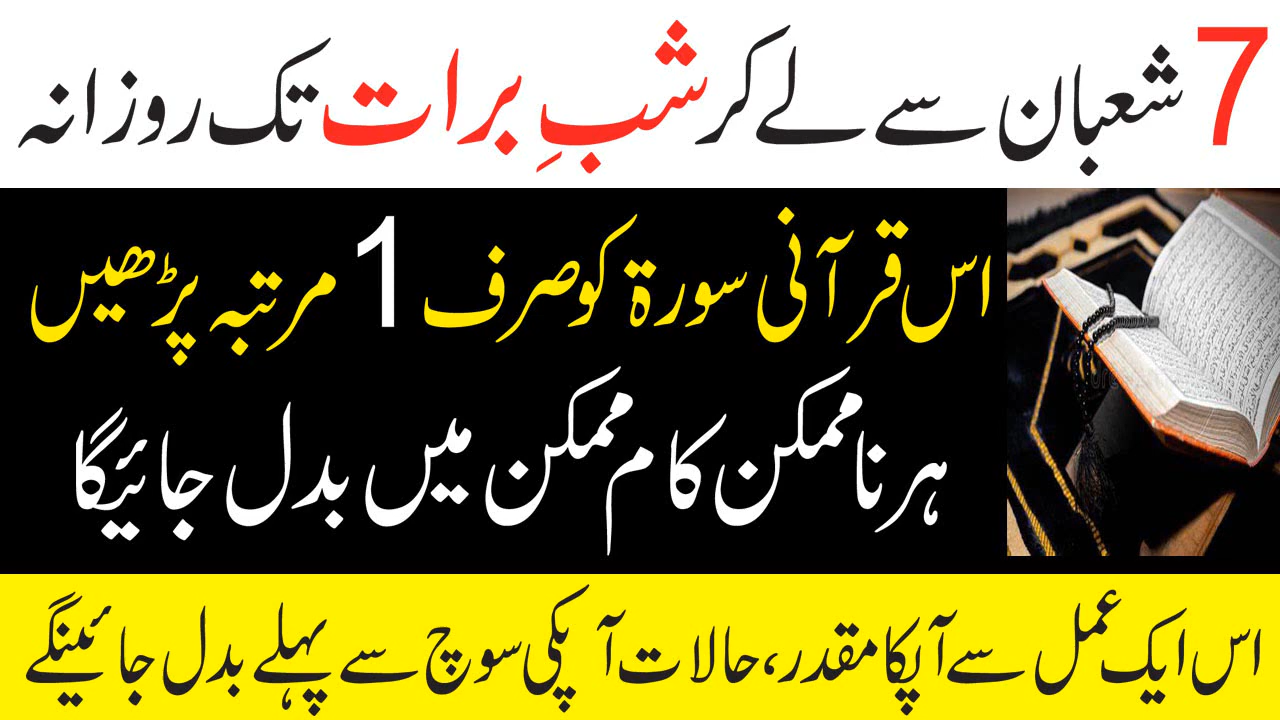 7 شعبان سے لے کر شبِ برات تک روزانہ
اس قرآنی سورۃ کو صرف 1 مرتبہ پڑھیں
ہر ناممکن کام ممکن میں بدل جائیگا
اس ایک عمل سے آپکا مقدر، حالات آپکی سوچ سے پہلے بدل جائینگے